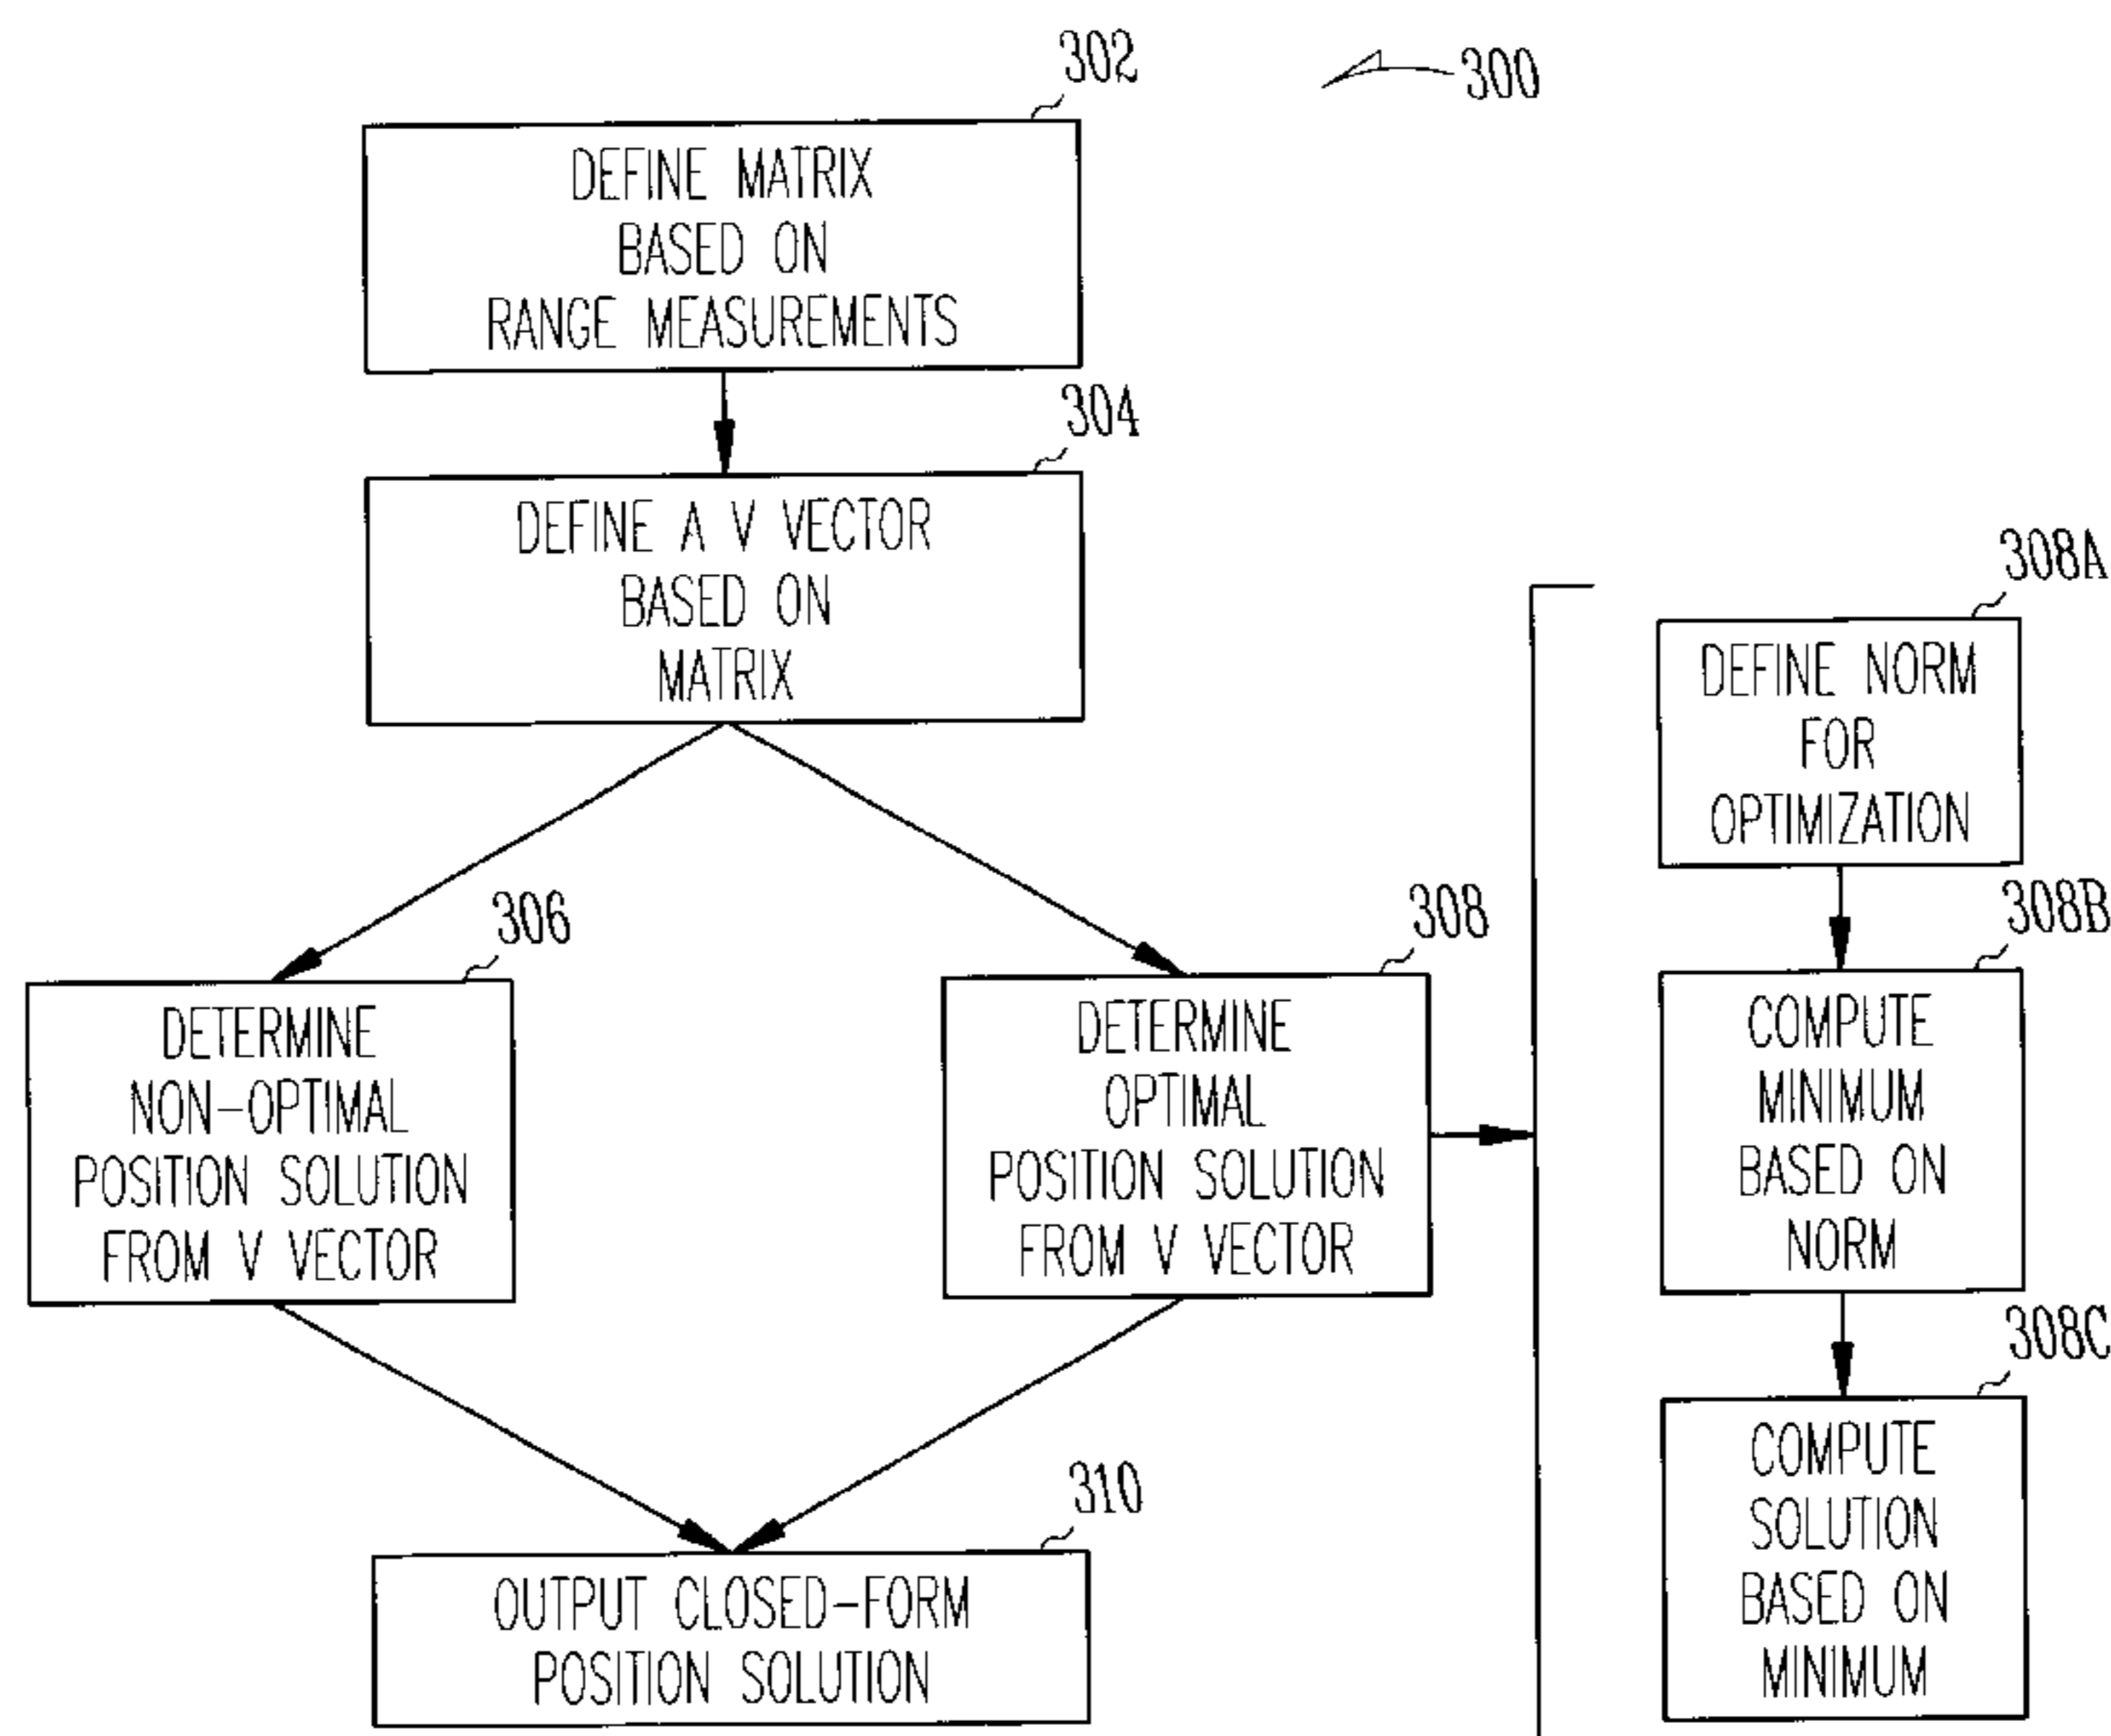 300
302
DEFINE MATRIX
BASED ON
RANGE MEASUREMENTS
304
DEFINE A V VECTOR
BASED ON
MATRIX
306
DETERMINE
NON-OPTIMAL
POSITION SOLUTION
FROM V VECTOR
308
DETERMINE
OPTIMAL
POSITION SOLUTION
FROM V VECTOR
310
OUTPUT CLOSED-FORM
POSITION SOLUTION
308A
DEFINE NORM
FOR
OPTIMIZATION
308B
COMPUTE
MINIMUM
BASED ON
NORM
308C
COMPUTE
SOLUTION
BASED ON
MINIMUM